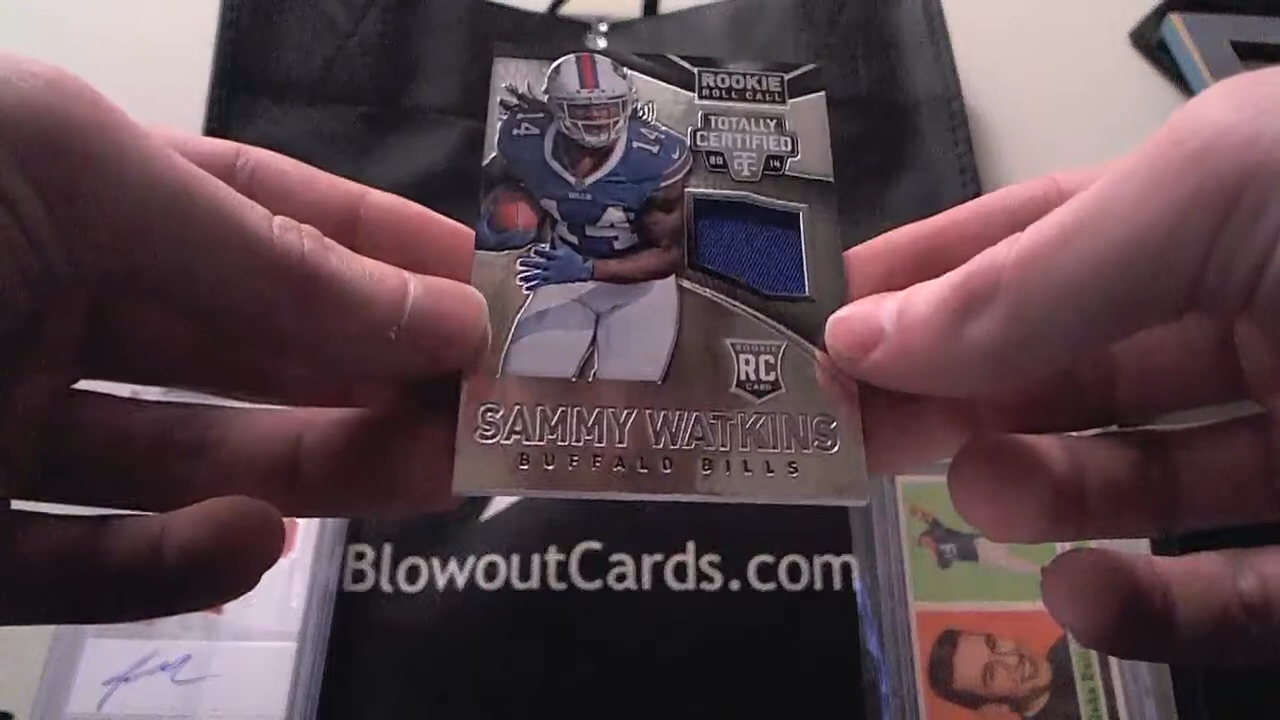 ROOKIE
ROLL CALL
TOTALLY
CERTIFIED
20 14
14 14
BILLS
14
ROOKIE
RC
CARD
SAMMY WATKINS
BUFFALO BILLS
BlowoutCards.com